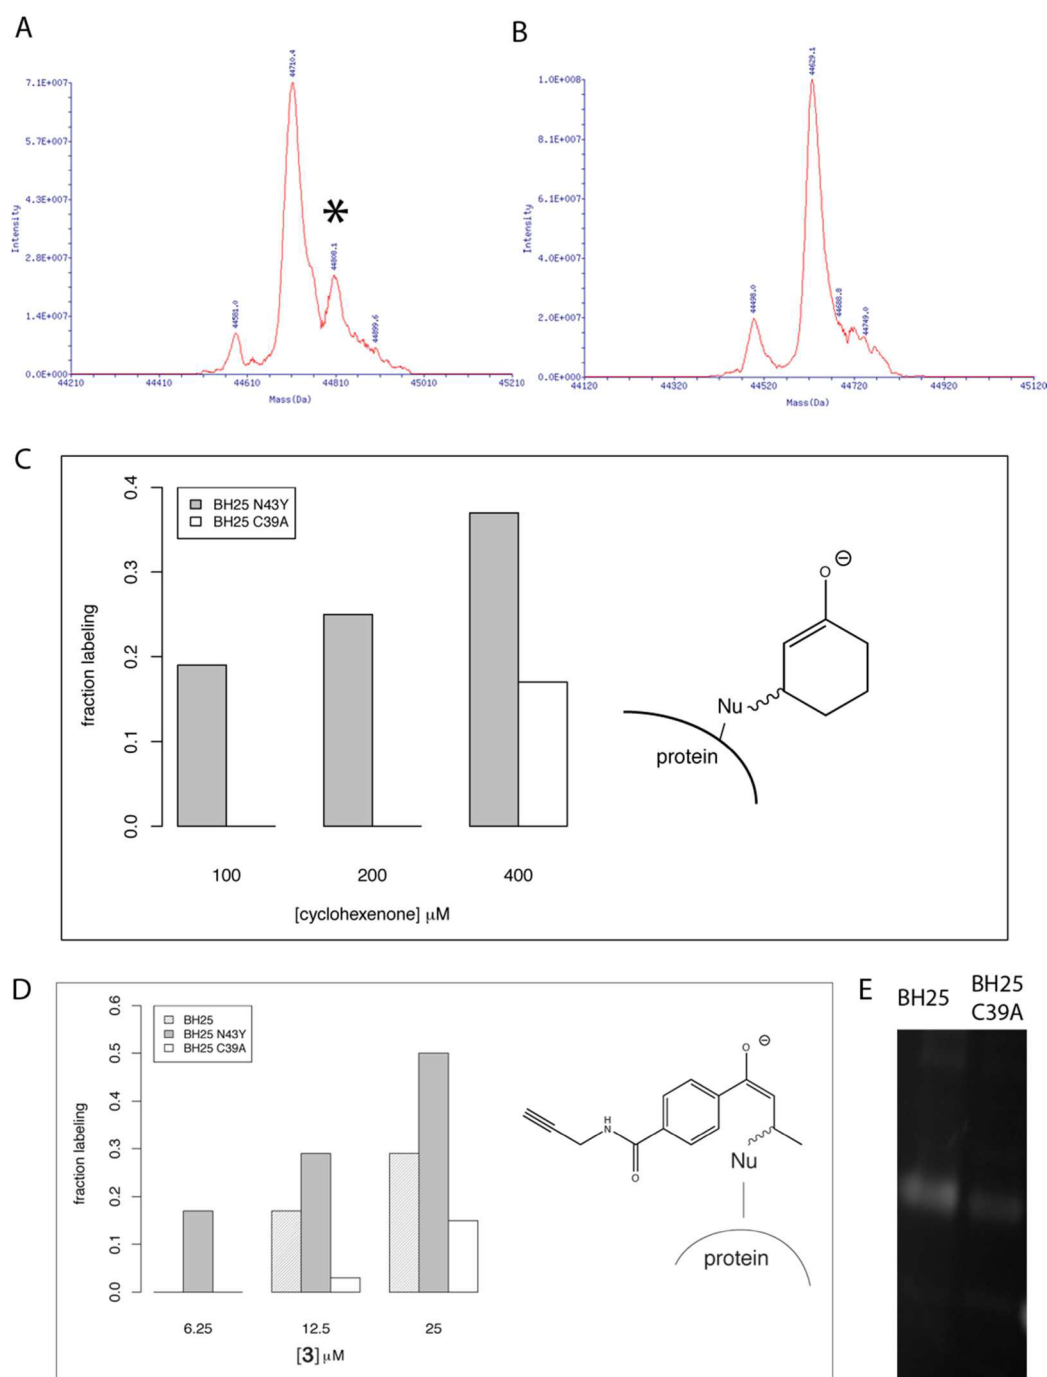 A
B
44710.4
7.1E+007
5.7E+007
4.3E+007
2.8E+007
1.4E+007
0.0E+000
Intensity
*
44808.1
44581.0
44899.6
44210
44410
44610
44810
45010
45210
Mass(Da)
44629.1
1.0E+008
8.1E+007
6.1E+007
4.0E+007
2.0E+007
0.0E+000
Intensity
44498.0
44688.8
44749.0
44120
44320
44520
44720
44920
45120
Mass(Da)
C
0.4
0.3
0.2
0.1
0.0
fraction labeling
BH25 N43Y
BH25 C39A
100
200
400
[cyclohexenone] µM
O
Nu
protein
D
0.6
0.5
0.4
0.3
0.2
0.1
0.0
fraction labeling
BH25
BH25 N43Y
BH25 C39A
6.25
12.5
25
[3] µM
O
H
N
O
Nu
protein
E
BH25
BH25
C39A